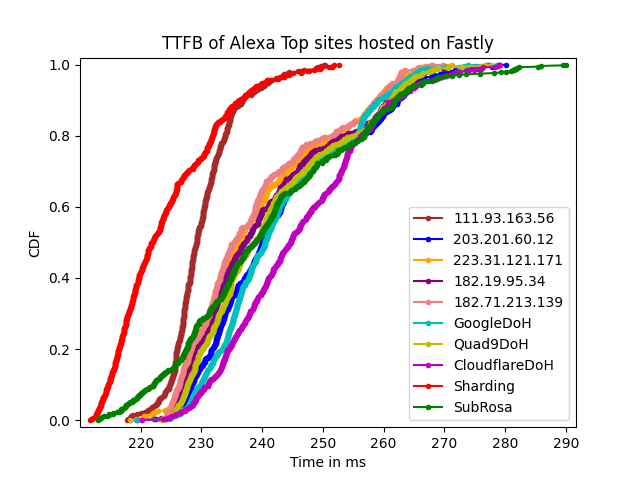 TTFB of Alexa Top sites hosted on Fastly
CDF
1.0
0.8
0.6
0.4
0.2
0.0
111.93.163.56
203.201.60.12
223.31.121.171
182.19.95.34
182.71.213.139
GoogleDoH
Quad9DoH
CloudflareDoH
Sharding
SubRosa
220 230 240 250 260 270 280 290
Time in ms